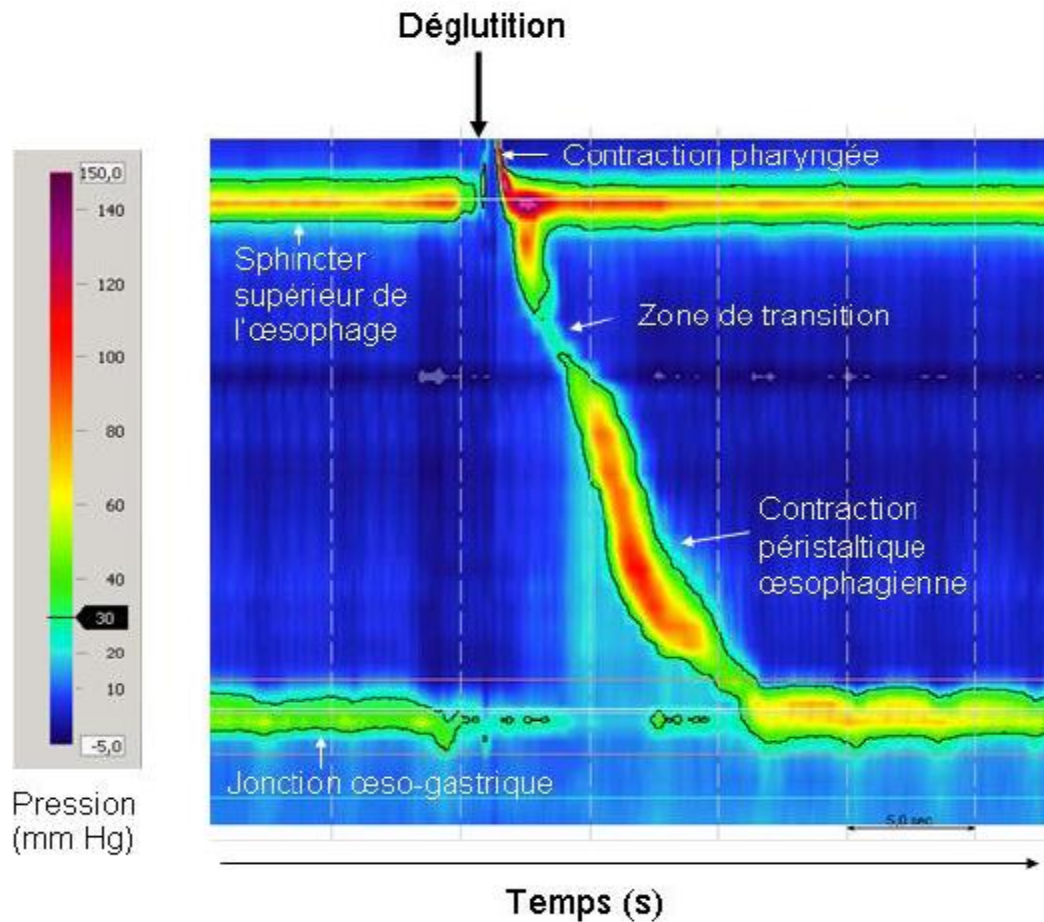 Déglutition
150,0
140
120
100
80
60
40
30
20
10
-5,0
Pression
(mm Hg)
Contraction pharyngée
Sphincter
supérieur de
l'œsophage
Zone de transition
Contraction
péristaltique
œsophagienne
Jonction œso-gastrique
5,0 sec
Temps (s)